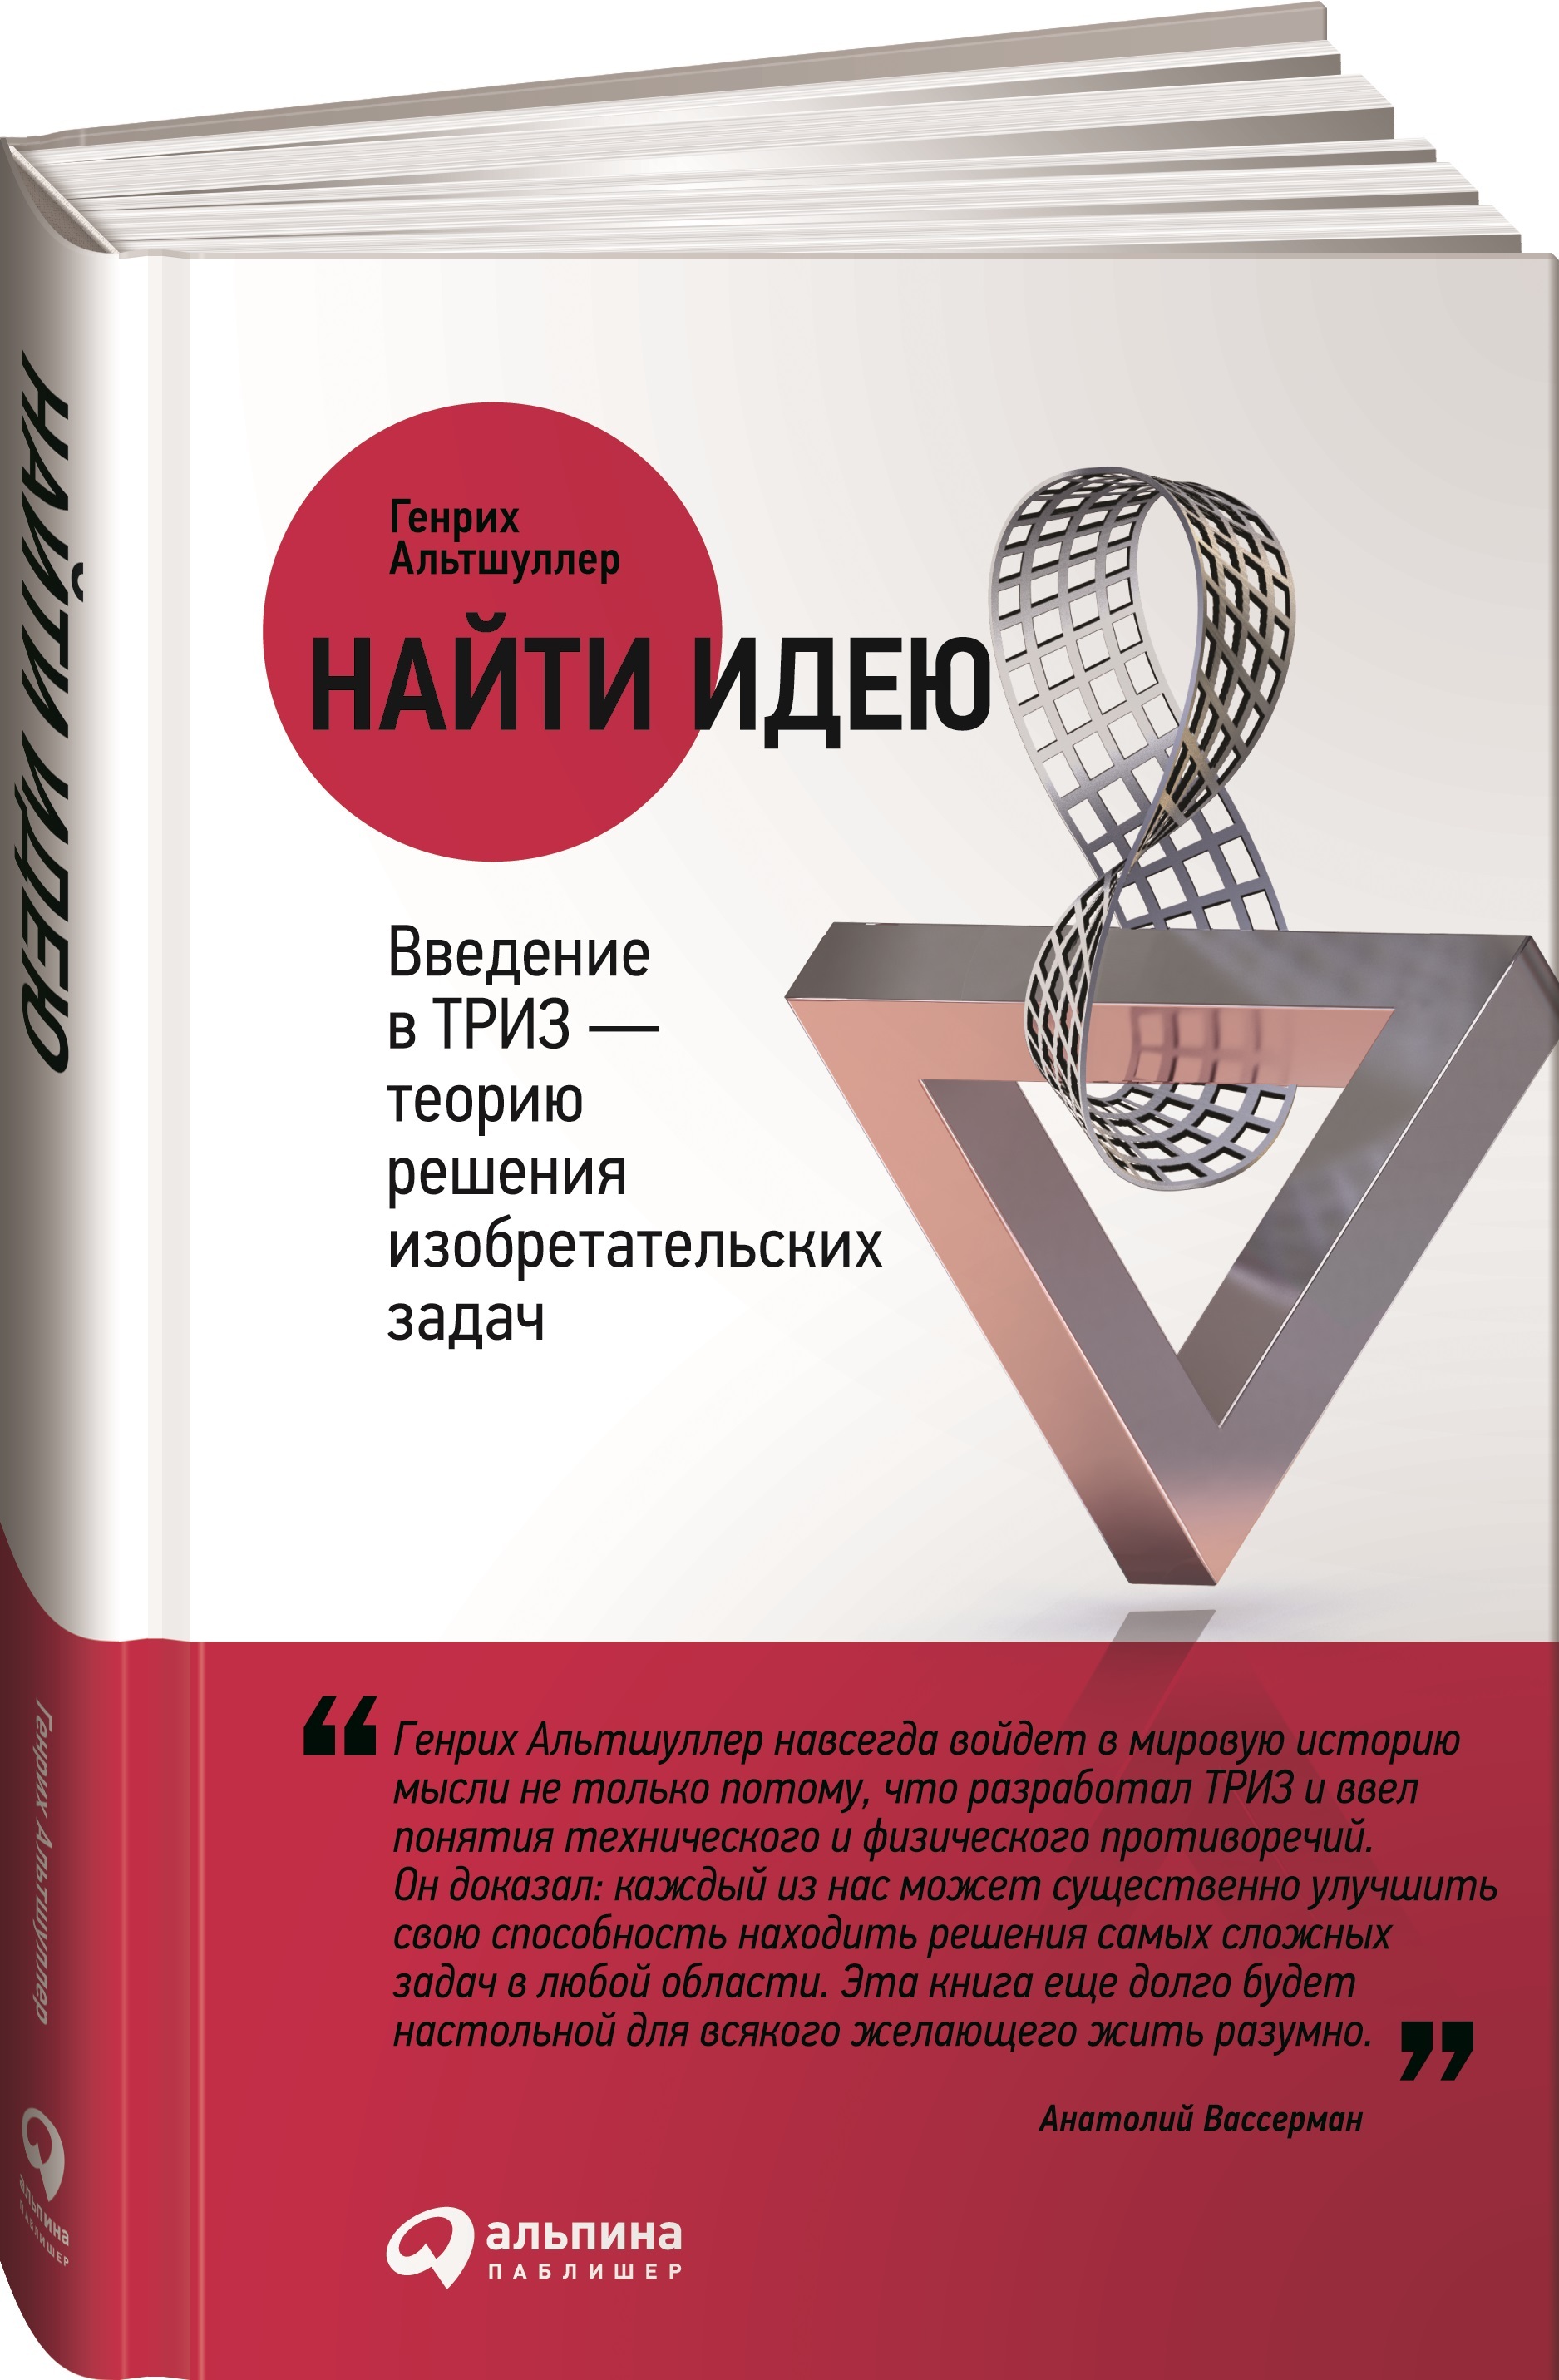 НАЙТИ ИДЕЮ
Генрих Альтшуллер
альпина
ПАБЛИШЕР
Генрих
Альтшуллер
НАЙТИ ИДЕЮ
Введение
в ТРИЗ —
теорию
решения
изобретательских
задач
“ Генрих Альтшуллер навсегда войдет в мировую историю
мысли не только потому, что разработал ТРИЗ и ввел
понятия технического и физического противоречий.
Он доказал: каждый из нас может существенно улучшить
свою способность находить решения самых сложных
задач в любой области. Эта книга еще долго будет
настольной для всякого желающего жить разумно. ”
Анатолий Вассерман
альпина
ПАБЛИШЕР